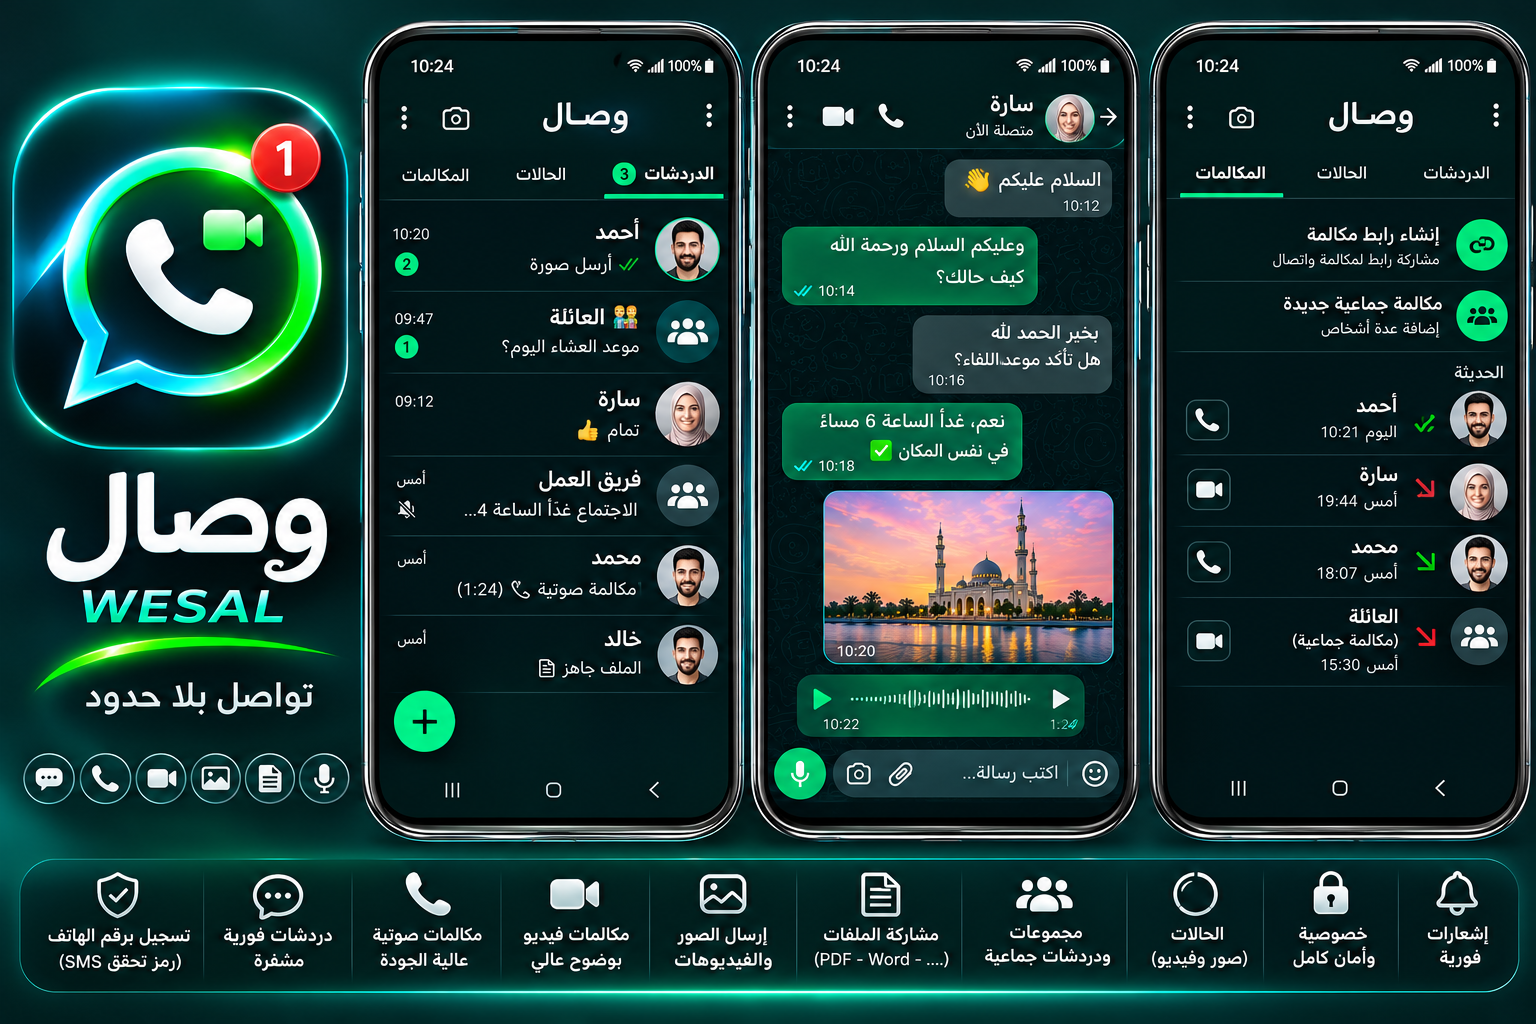 1
وصال
WESAL
تواصل بلا حدود
10:24
100%
وصال
الدردشات 3
الحالات
المكالمات
أحمد
10:20
أرسل صورة
2
العائلة
09:47
موعد العشاء اليوم؟
1
سارة
09:12
تمام 👍
فريق العمل
أمس
الاجتماع غدًا الساعة 4...
محمد
أمس
مكالمة صوتية (1:24)
خالد
أمس
الملف جاهز
10:24
100%
سارة
متصلة الأن
السلام عليكم 👋
10:12
وعليكم السلام ورحمة الله
كيف حالك؟
10:14
بخير الحمد لله
هل تأكد موعد اللفاء؟
10:16
نعم، غدأ الساعة 6 مساءً
في نفس المكان ✅
10:18
10:20
10:22
1:24
اكتب رسالة...
10:24
100%
وصال
الدردشات
الحالات
المكالمات
إنشاء رابط مكالمة
مشاركة رابط لمكالمة واتصال
مكالمة جماعية جديدة
إضافة عدة أشخاص
الحديثة
أحمد
اليوم 10:21
سارة
أمس 19:44
محمد
أمس 18:07
العائلة
(مكالمة جماعية)
أمس 15:30
إشعارات
فورية
خصوصية
وأمان كامل
الحالات
(صور وفيديو)
مجموعات
ودردشات جماعية
مشاركة الملفات
(PDF - Word - ....)
إرسال الصور
والفيديوهات
مكالمات فيديو
بوضوح عالي
مكالمات صوتية
عالية الجودة
دردشات فورية
مشفرة
تسجيل برقم الهاتف
(رمز تحقق SMS)